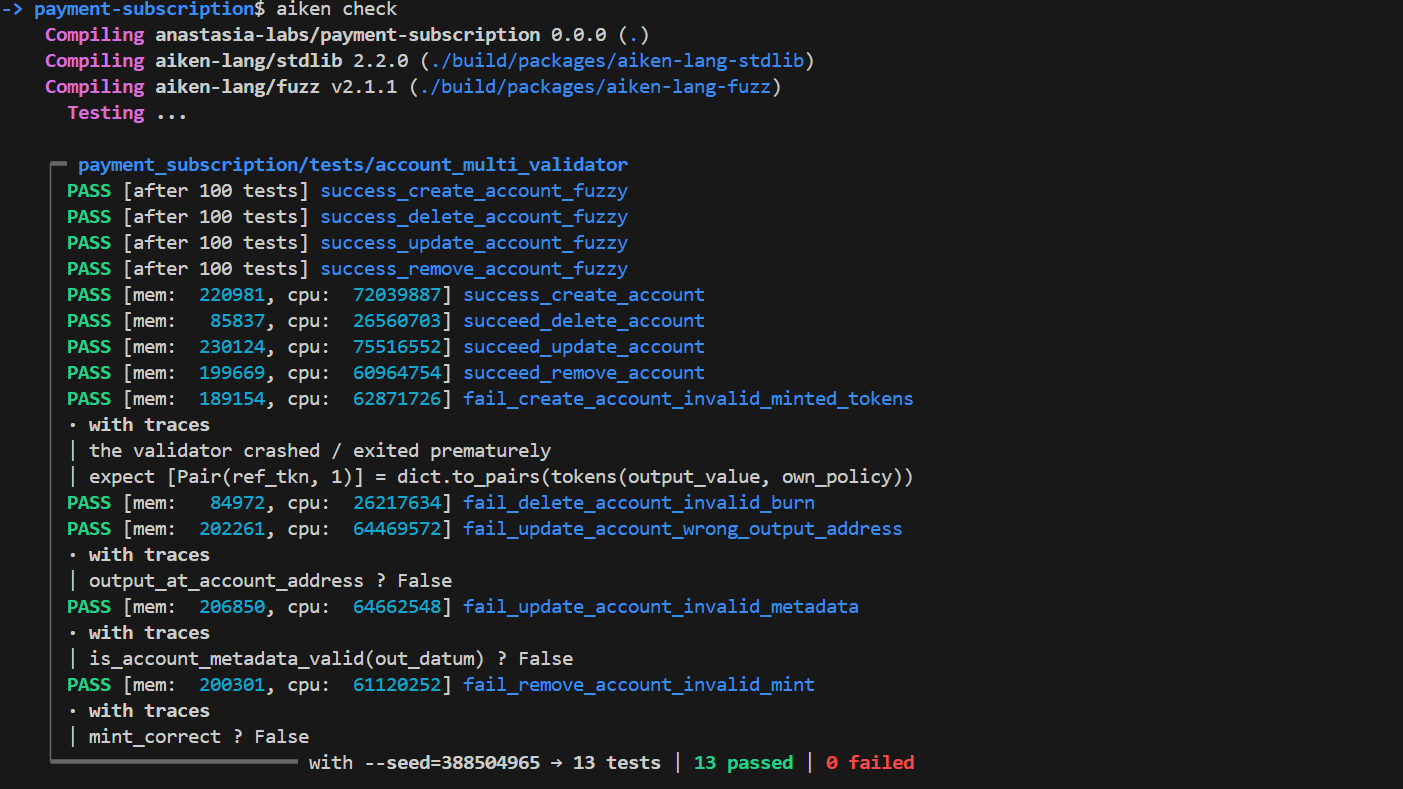 -> payment-subscription$ aiken check
Compiling anastasia-labs/payment-subscription 0.0.0 (.)
Compiling aiken-lang/stdlib 2.2.0 (./build/packages/aiken-lang-stdlib)
Compiling aiken-lang/fuzz v2.1.1 (./build/packages/aiken-lang-fuzz)
Testing ...
payment_subscription/tests/account_multi_validator
PASS [after 100 tests] success_create_account_fuzzy
PASS [after 100 tests] success_delete_account_fuzzy
PASS [after 100 tests] success_update_account_fuzzy
PASS [after 100 tests] success_remove_account_fuzzy
PASS [mem: 220981, cpu: 72039887] success_create_account
PASS [mem: 85837, cpu: 26560703] succeed_delete_account
PASS [mem: 230124, cpu: 75516552] succeed_update_account
PASS [mem: 199669, cpu: 60964754] succeed_remove_account
PASS [mem: 189154, cpu: 62871726] fail_create_account_invalid_minted_tokens
· with traces
| the validator crashed / exited prematurely
| expect [Pair(ref_tkn, 1)] = dict.to_pairs(tokens(output_value, own_policy))
PASS [mem: 84972, cpu: 26217634] fail_delete_account_invalid_burn
PASS [mem: 202261, cpu: 64469572] fail_update_account_wrong_output_address
· with traces
| output_at_account_address ? False
PASS [mem: 206850, cpu: 64662548] fail_update_account_invalid_metadata
· with traces
| is_account_metadata_valid(out_datum) ? False
PASS [mem: 200301, cpu: 61120252] fail_remove_account_invalid_mint
· with traces
| mint_correct ? False
with --seed=388504965 → 13 tests | 13 passed | 0 failed